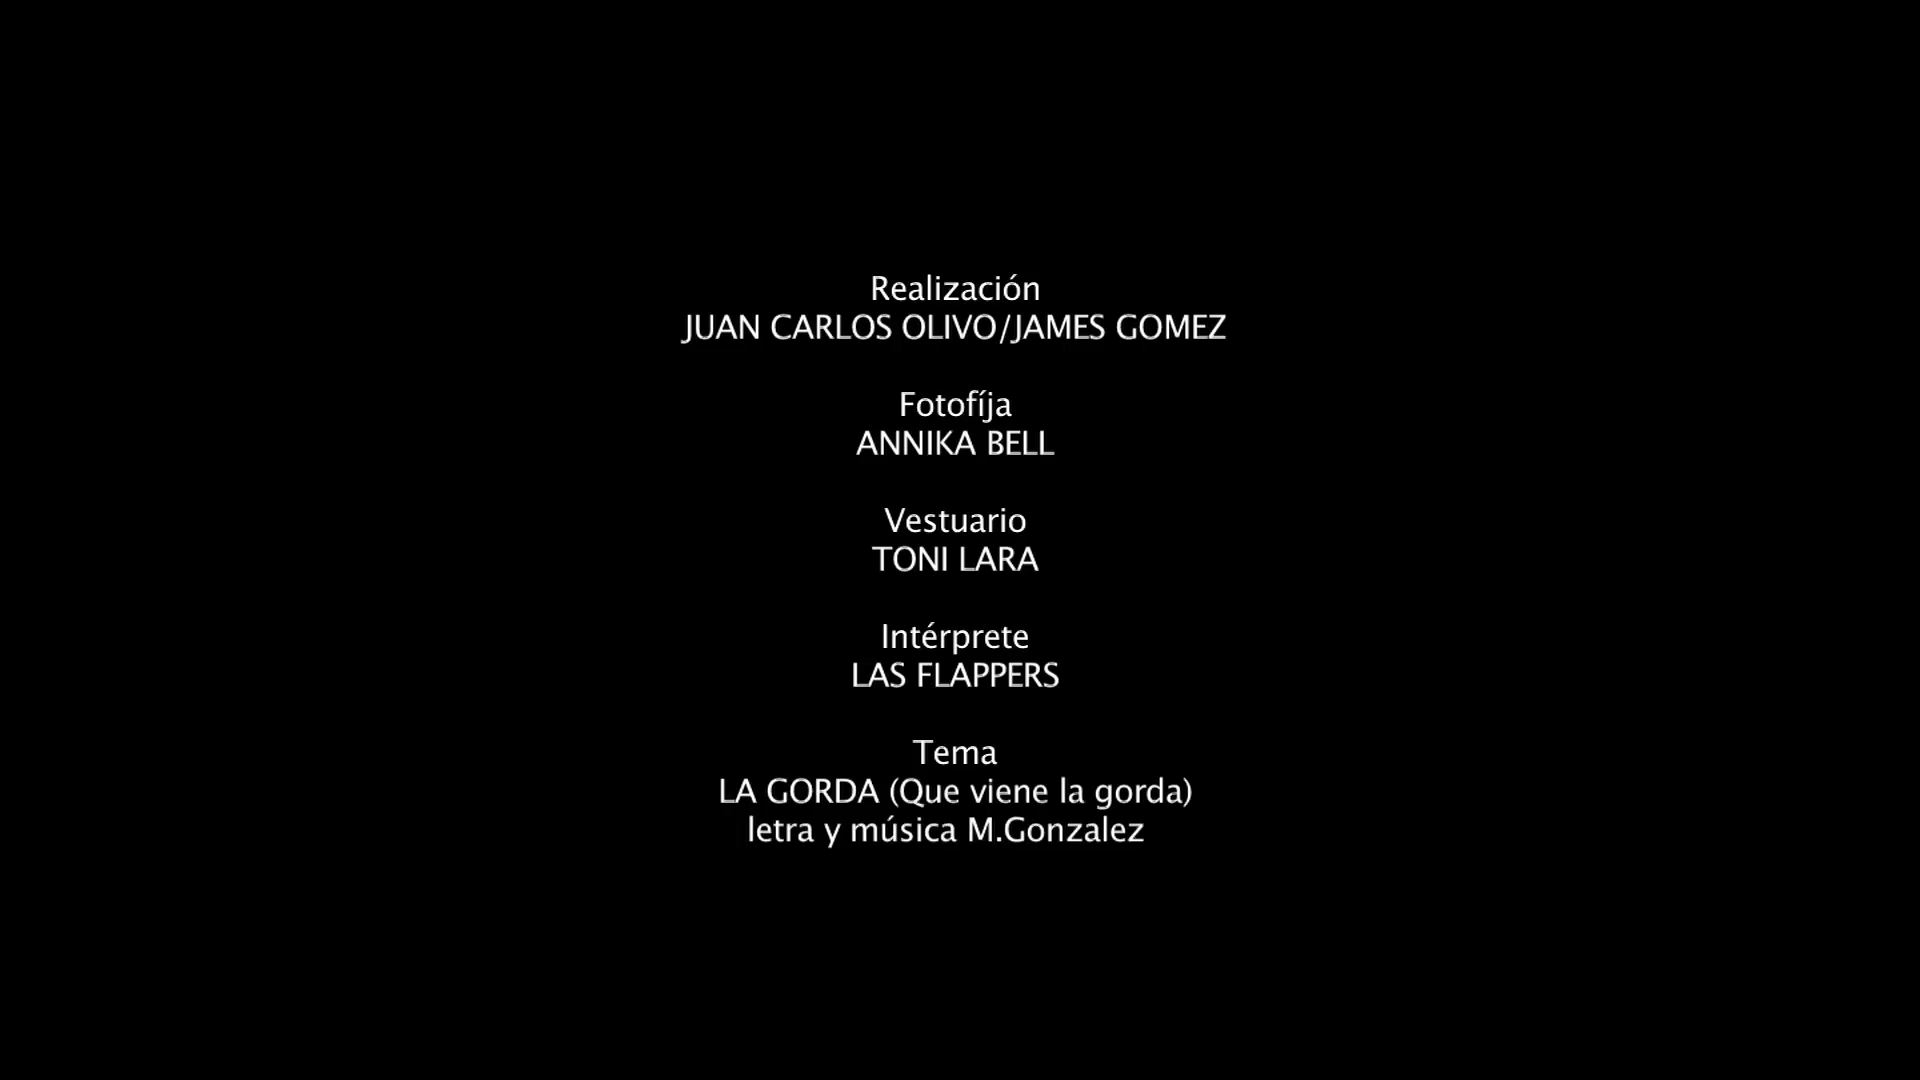 Realización
JUAN CARLOS OLIVO/JAMES GOMEZ
Fotofíja
ANNIKA BELL
Vestuario
TONI LARA
Intérprete
LAS FLAPPERS
Tema
LA GORDA (Que viene la gorda)
letra y música M.Gonzalez